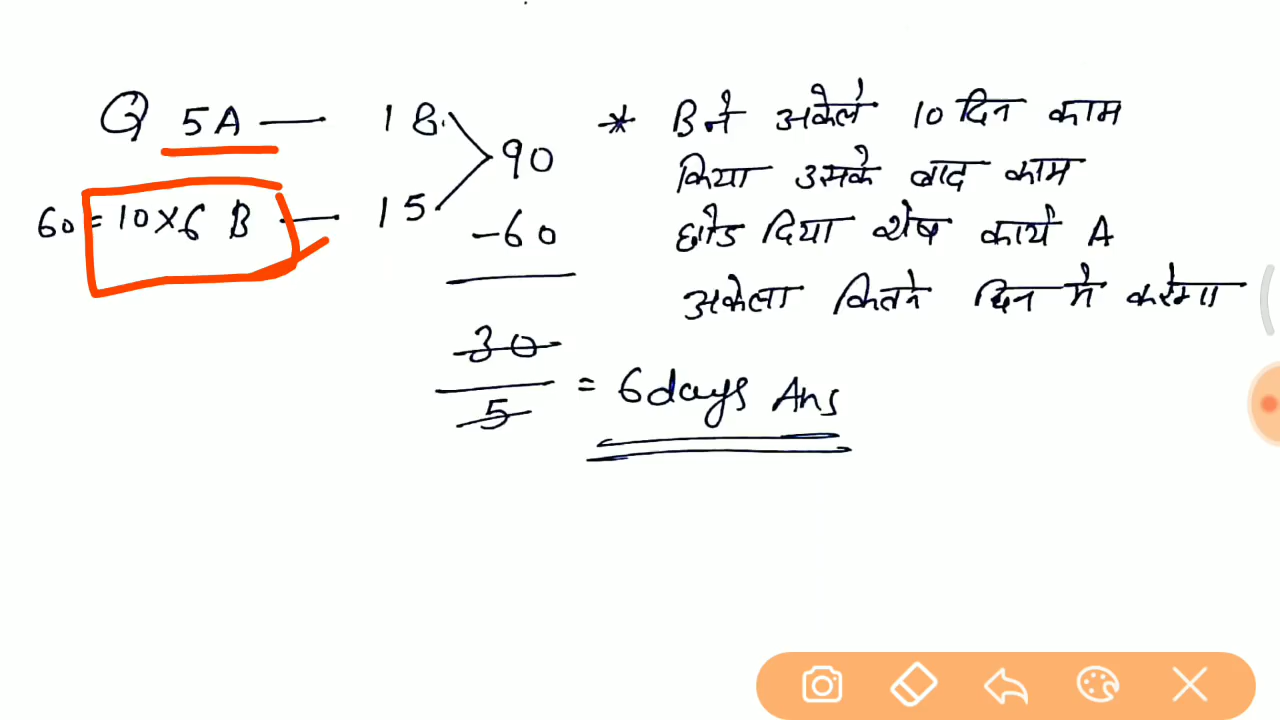 Q 5A — 18
90
60 = 10×6 B — 15
-60
30
5
= 6days Ans
* B ने अकेले 10 दिन काम
किया उसके बाद काम
छोड दिया शेष कार्य A
अकेला कितने दिन मे करेगा